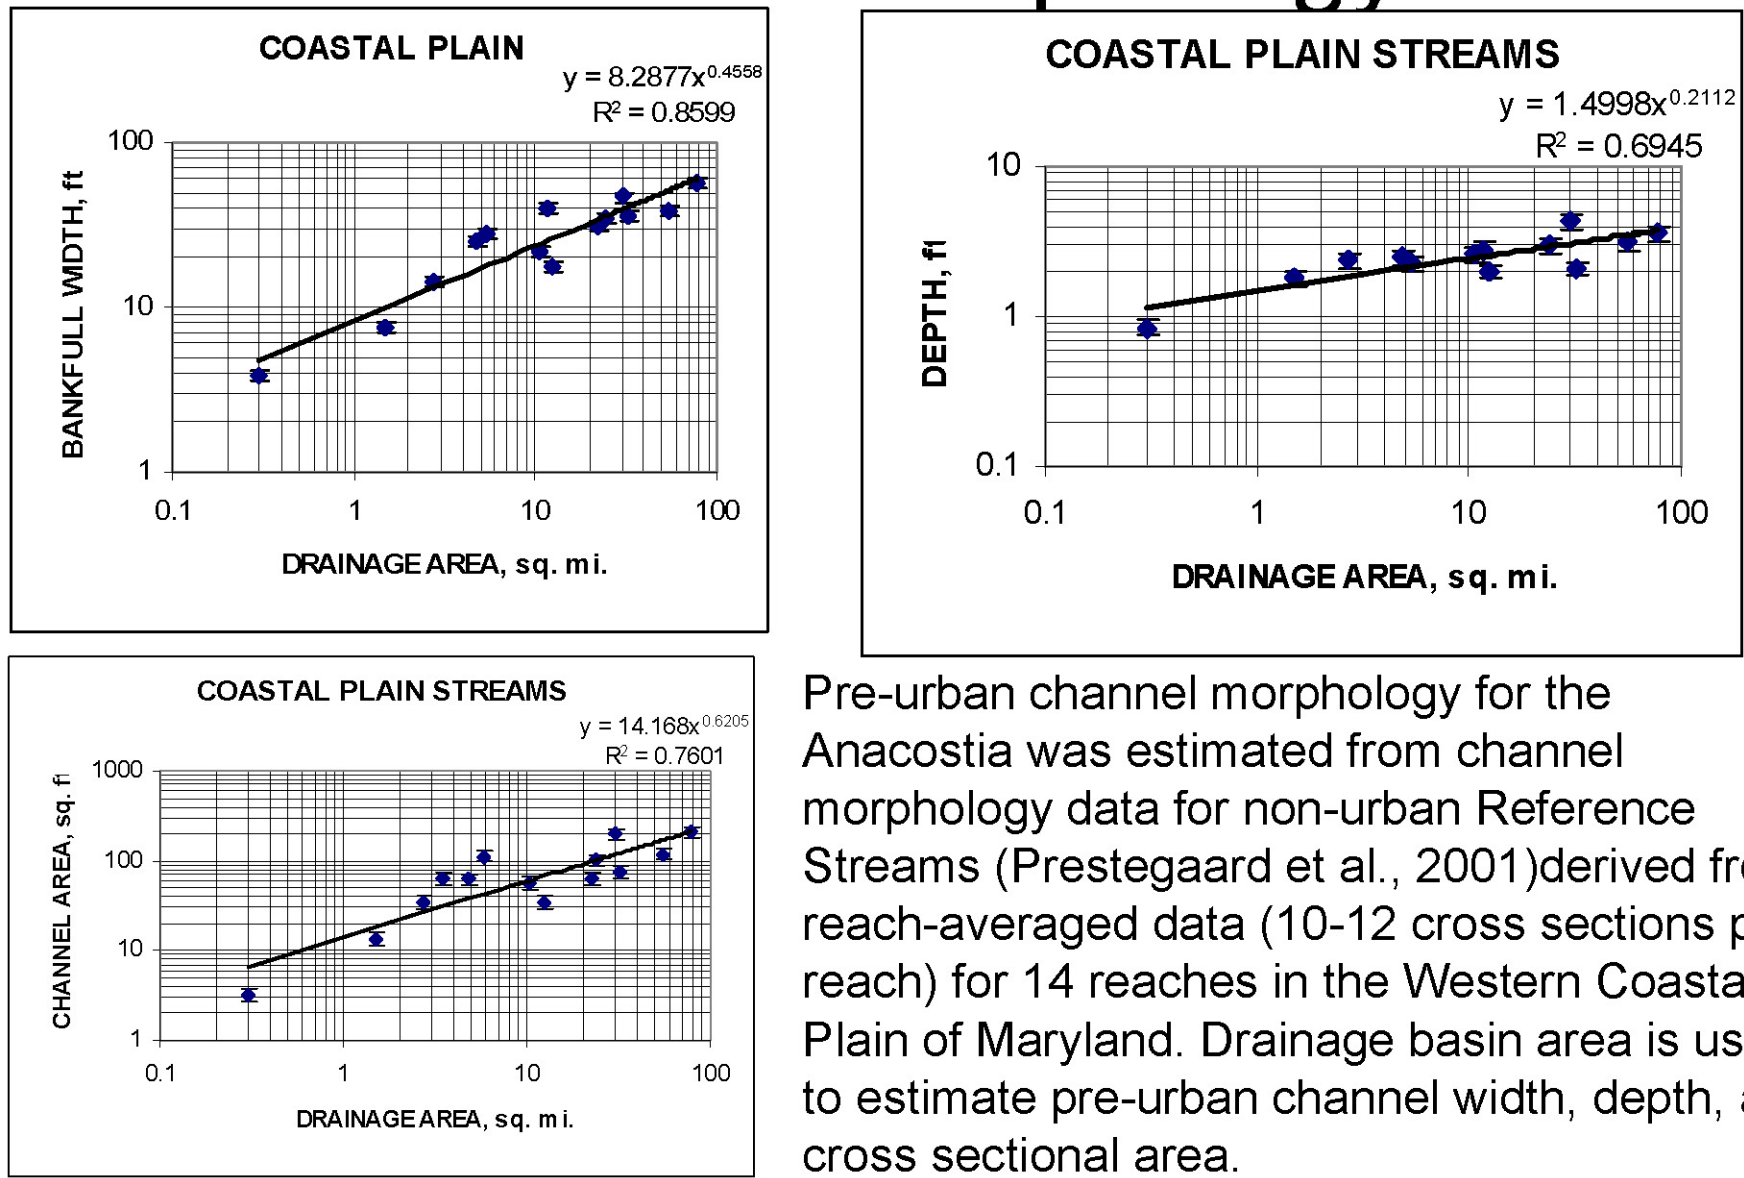 COASTAL PLAIN
y = 8.2877x^0.4558
R² = 0.8599
100
10
1
0.1 1 10 100
BANKFULL WDTH, ft
DRAINAGE AREA, sq. mi.
COASTAL PLAIN STREAMS
y = 1.4998x^0.2112
R² = 0.6945
10
1
0.1
0.1 1 10 100
DEPTH, ft
DRAINAGE AREA, sq. mi.
COASTAL PLAIN STREAMS
y = 14.168x^0.6205
R² = 0.7601
1000
100
10
1
0.1 1 10 100
CHANNEL AREA, sq. ft
DRAINAGE AREA, sq. mi.
Pre-urban channel morphology for the
Anacostia was estimated from channel
morphology data for non-urban Reference
Streams (Prestegaard et al., 2001)derived
reach-averaged data (10-12 cross sections
reach) for 14 reaches in the Western
Plain of Maryland. Drainage basin area is
to estimate pre-urban channel width, depth,
cross sectional area.